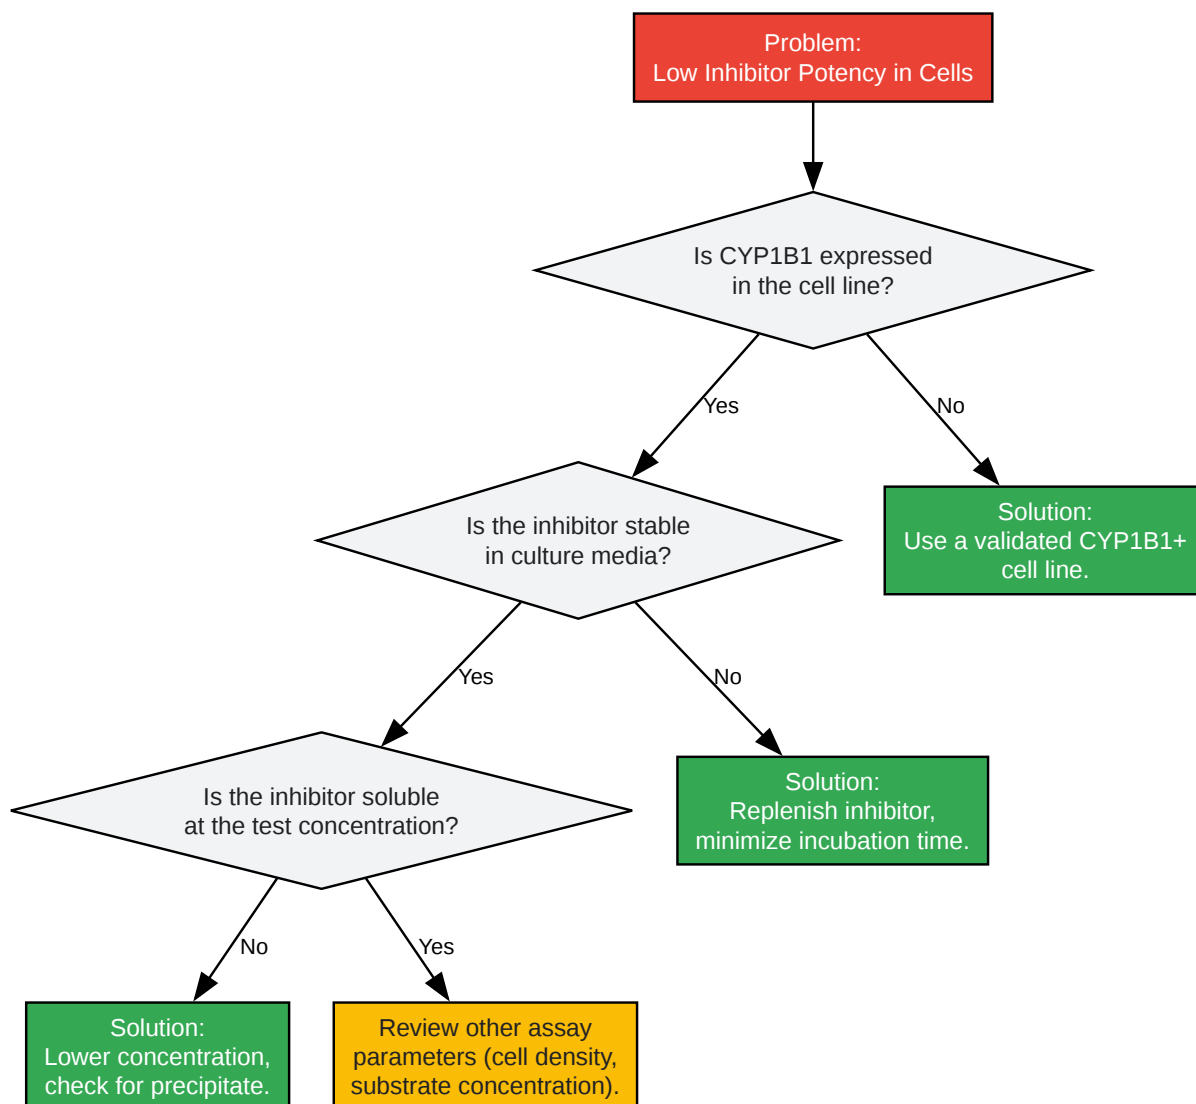 Problem:
Low Inhibitor Potency in Cells
Is CYP1B1 expressed
in the cell line?
Yes
No
Is the inhibitor stable
in culture media?
Solution:
Use a validated CYP1B1+
cell line.
Yes
No
Is the inhibitor soluble
at the test concentration?
Solution:
Replenish inhibitor,
minimize incubation time.
No
Yes
Solution:
Lower concentration,
check for precipitate.
Review other assay
parameters (cell density,
substrate concentration).